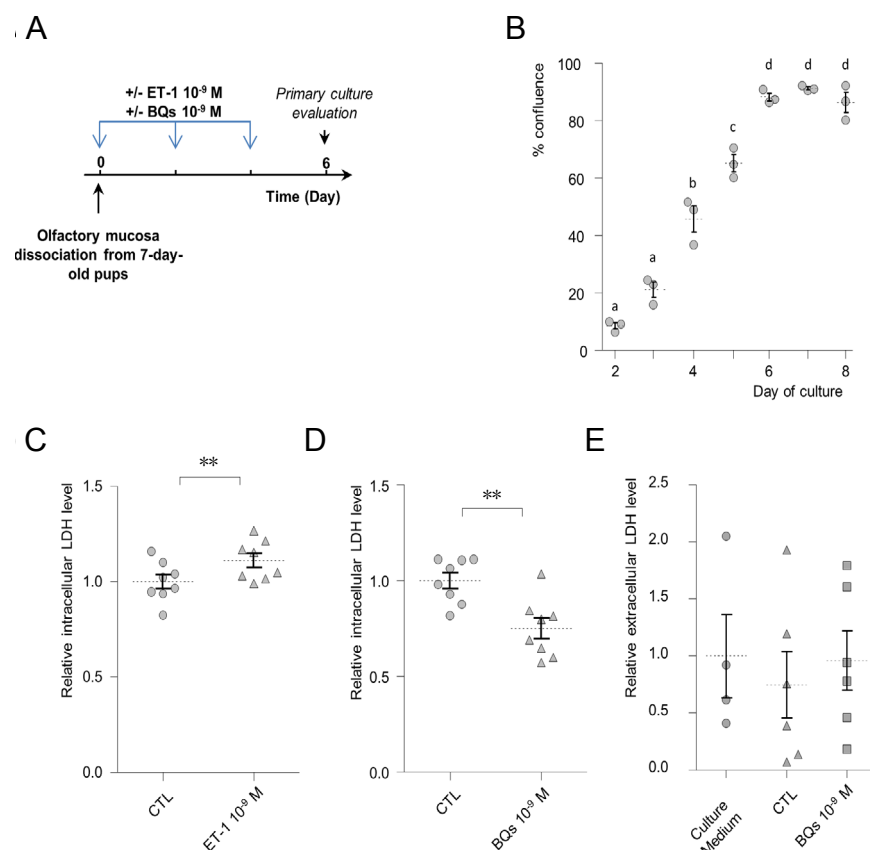 A
+/- ET-1 10⁻⁹ M
+/- BQs 10⁻⁹ M
Primary culture
evaluation
0
6
Time (Day)
Olfactory mucosa
dissociation from 7-day-
old pups
B
% confluence
100
80
60
40
20
0
a
a
b
c
d
d
d
2
4
6
8
Day of culture
C
Relative intracellular LDH level
1.5
1.0
0.5
0.0
**
CTL
ET-1 10⁻⁹ M
D
Relative intracellular LDH level
1.5
1.0
0.5
0.0
**
CTL
BQs 10⁻⁹ M
E
Relative extracellular LDH level
2.5
2.0
1.5
1.0
0.5
0.0
Culture
Medium
CTL
BQs 10⁻⁹ M